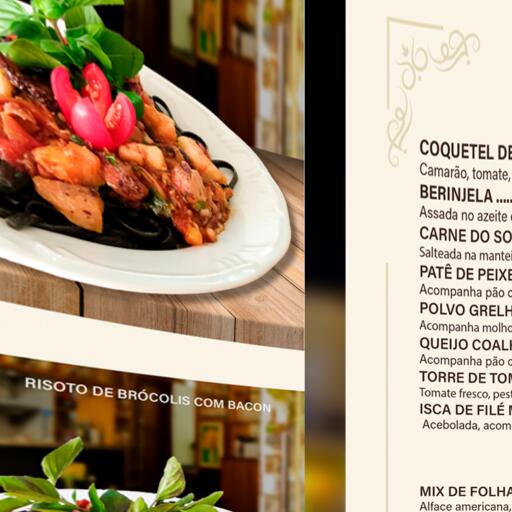 RISOTO DE BRÓCOLIS COM BACON
COQUETEL DE
Camarão, tomate,
BERINJELA .....
Assada no azeite
CARNE DO SO
Salteada na mantei
PATÊ DE PEIXE
Acompanha pão
POLVO GRELH
Acompanha molho
QUEIJO COALH
Acompanha pão
TORRE DE TOM
Tomate fresco, pest
ISCA DE FILÉ
Acebolada, acom
MIX DE FOLHA
Alface americana,